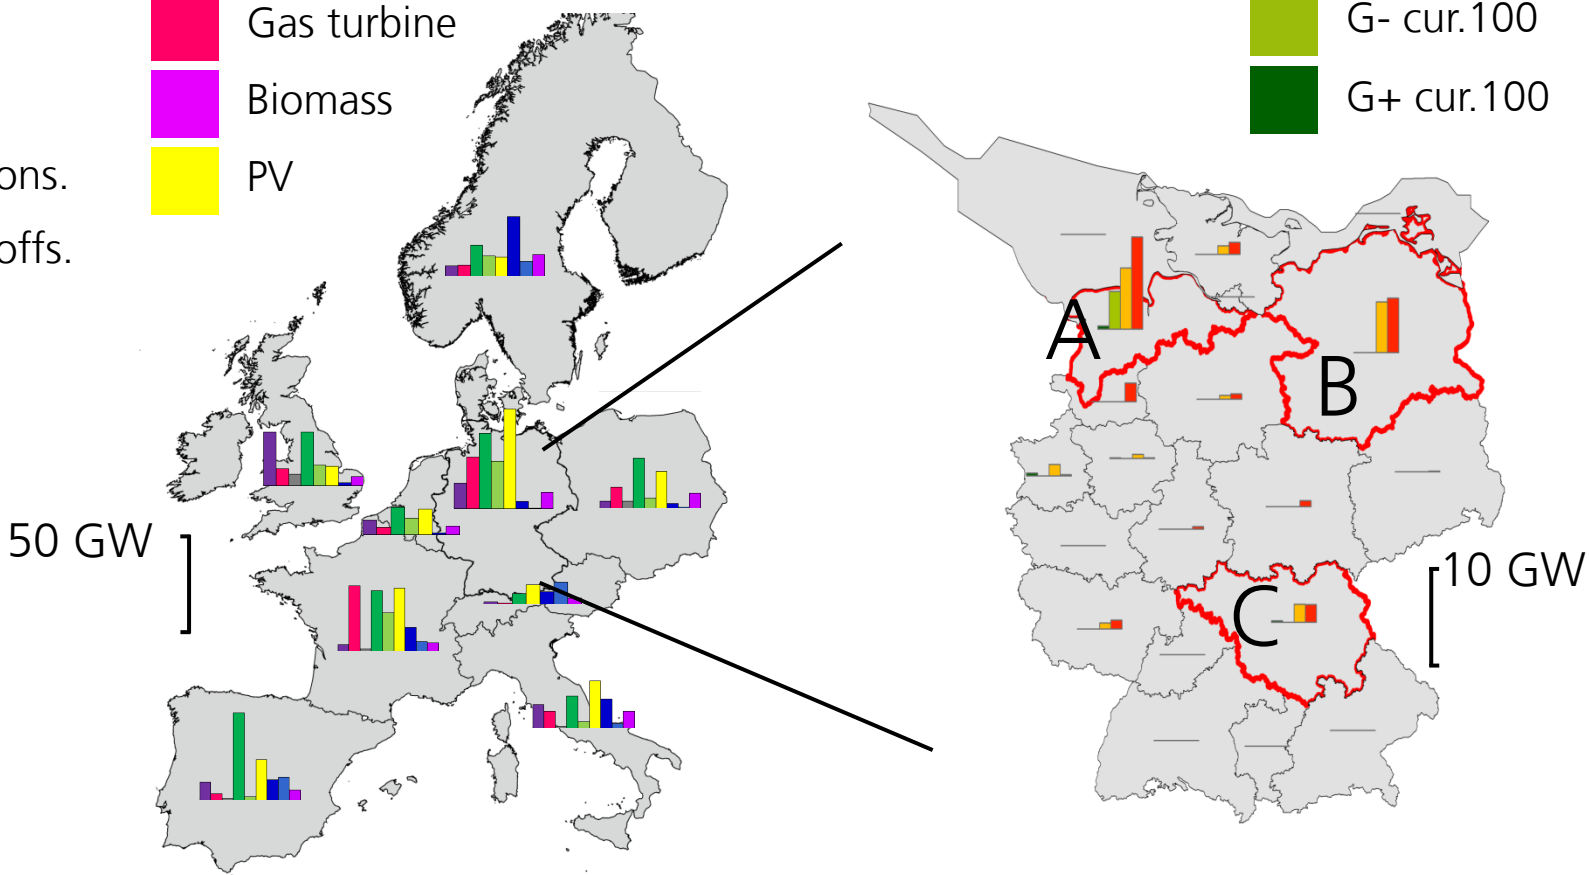 Gas turbine
Biomass
PV
ons.
offs.
G- cur.100
G+ cur.100
50 GW
A
B
C
10 GW